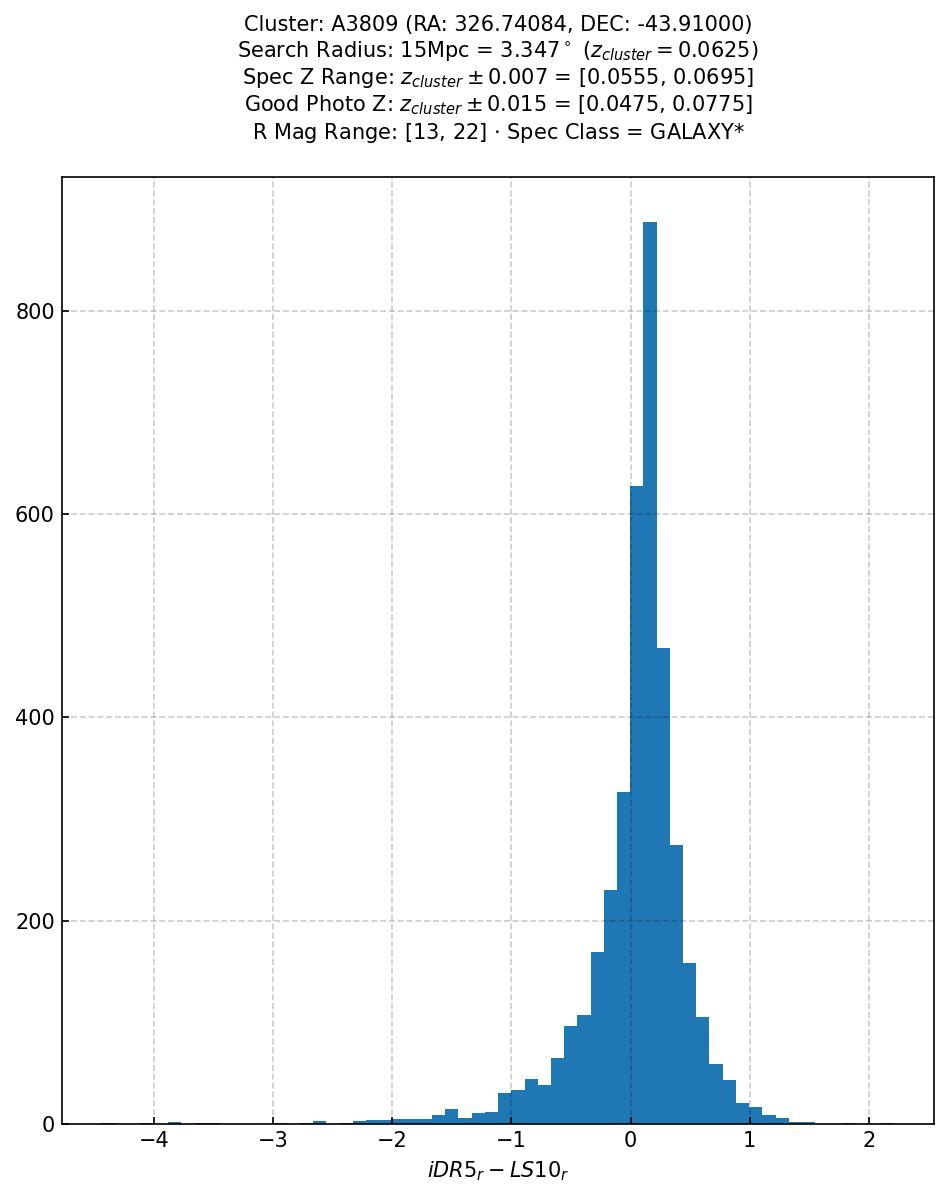 Cluster: A3809 (RA: 326.74084, DEC: -43.91000)
Search Radius: 15Mpc = 3.347° (z_cluster = 0.0625)
Spec Z Range: z_cluster ± 0.007 = [0.0555, 0.0695]
Good Photo Z: z_cluster ± 0.015 = [0.0475, 0.0775]
R Mag Range: [13, 22] · Spec Class = GALAXY*
800
600
400
200
0
−4 −3 −2 −1 0 1 2
iDR5_r − LS10_r